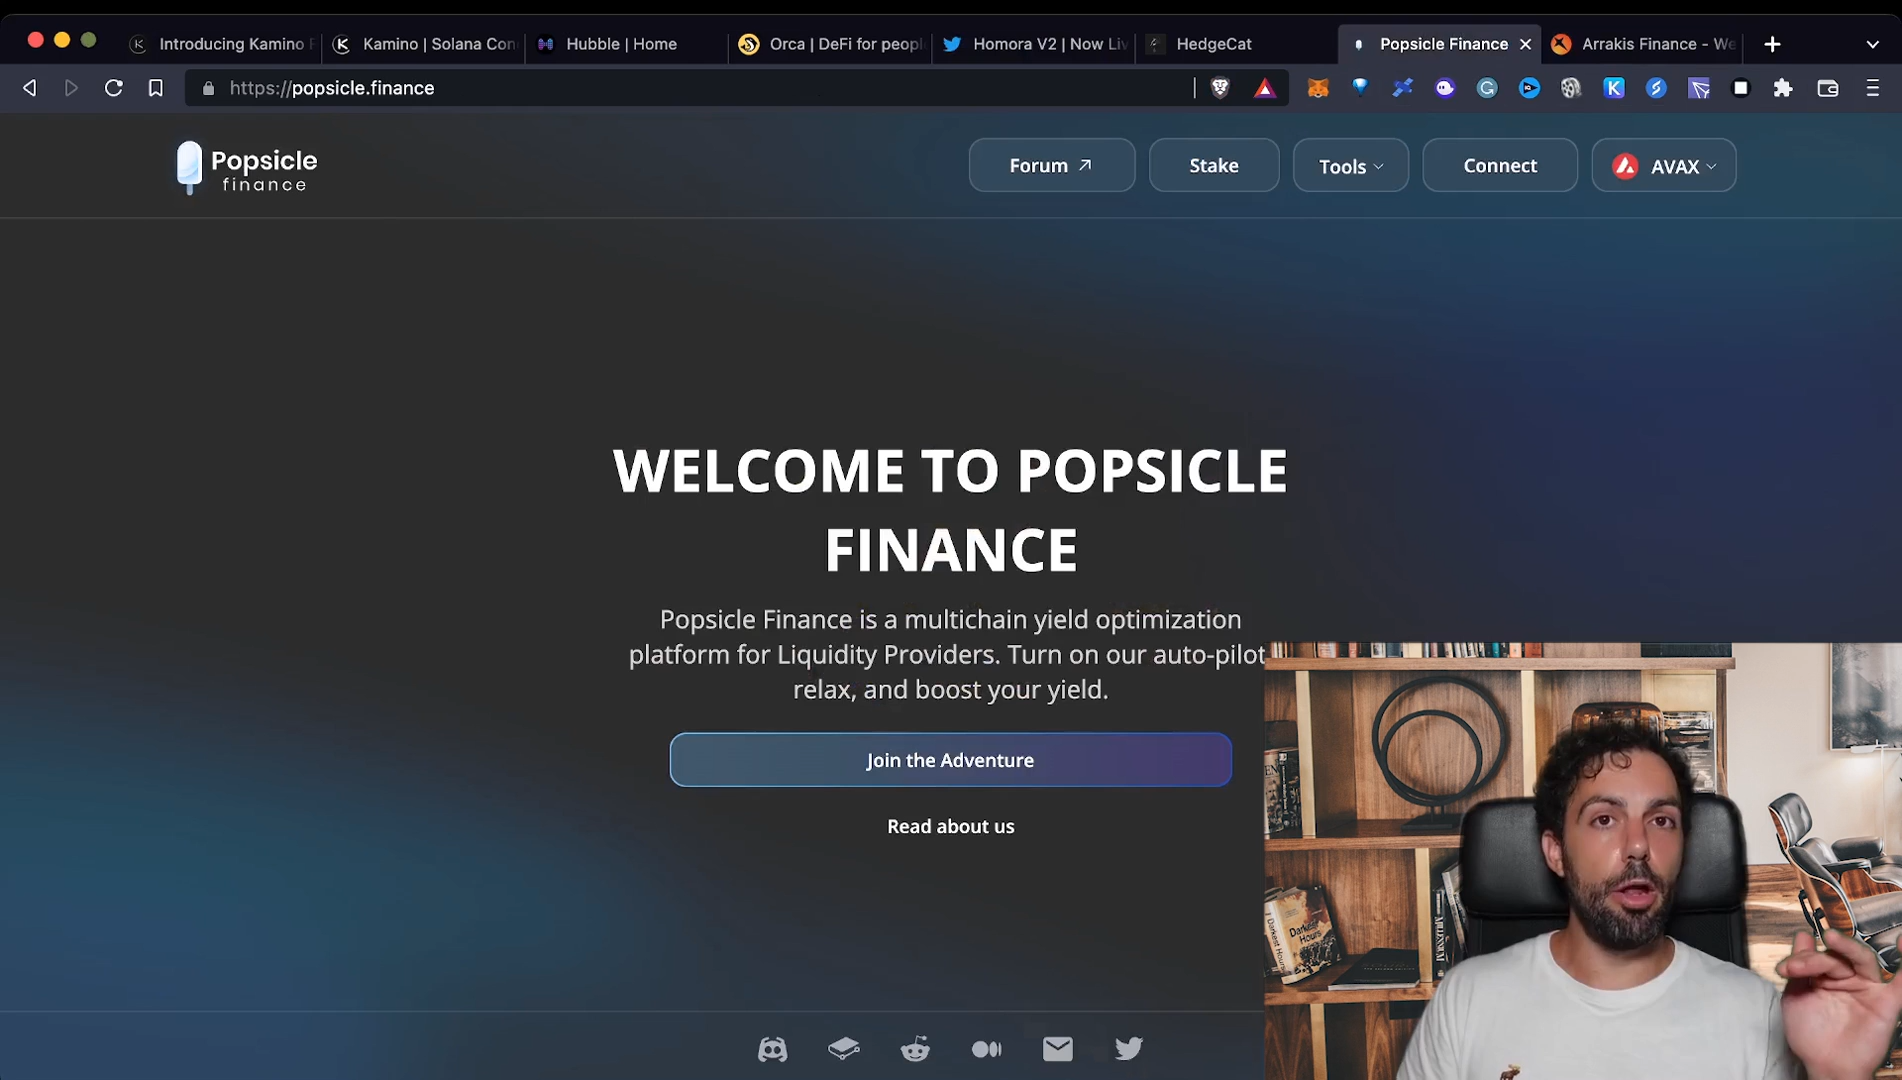 Introducing Kamino
Kamino | Solana Con
Hubble | Home
Orca | DeFi for peopl
Homora V2 | Now Liv
HedgeCat
Popsicle Finance
Arrakis Finance - We
https://popsicle.finance
Popsicle
finance
Forum
Stake
Tools
Connect
AVAX
WELCOME TO POPSICLE
FINANCE
Popsicle Finance is a multichain yield optimization
platform for Liquidity Providers. Turn on our auto-pilot
relax, and boost your yield.
Join the Adventure
Read about us
Darkest
Hours